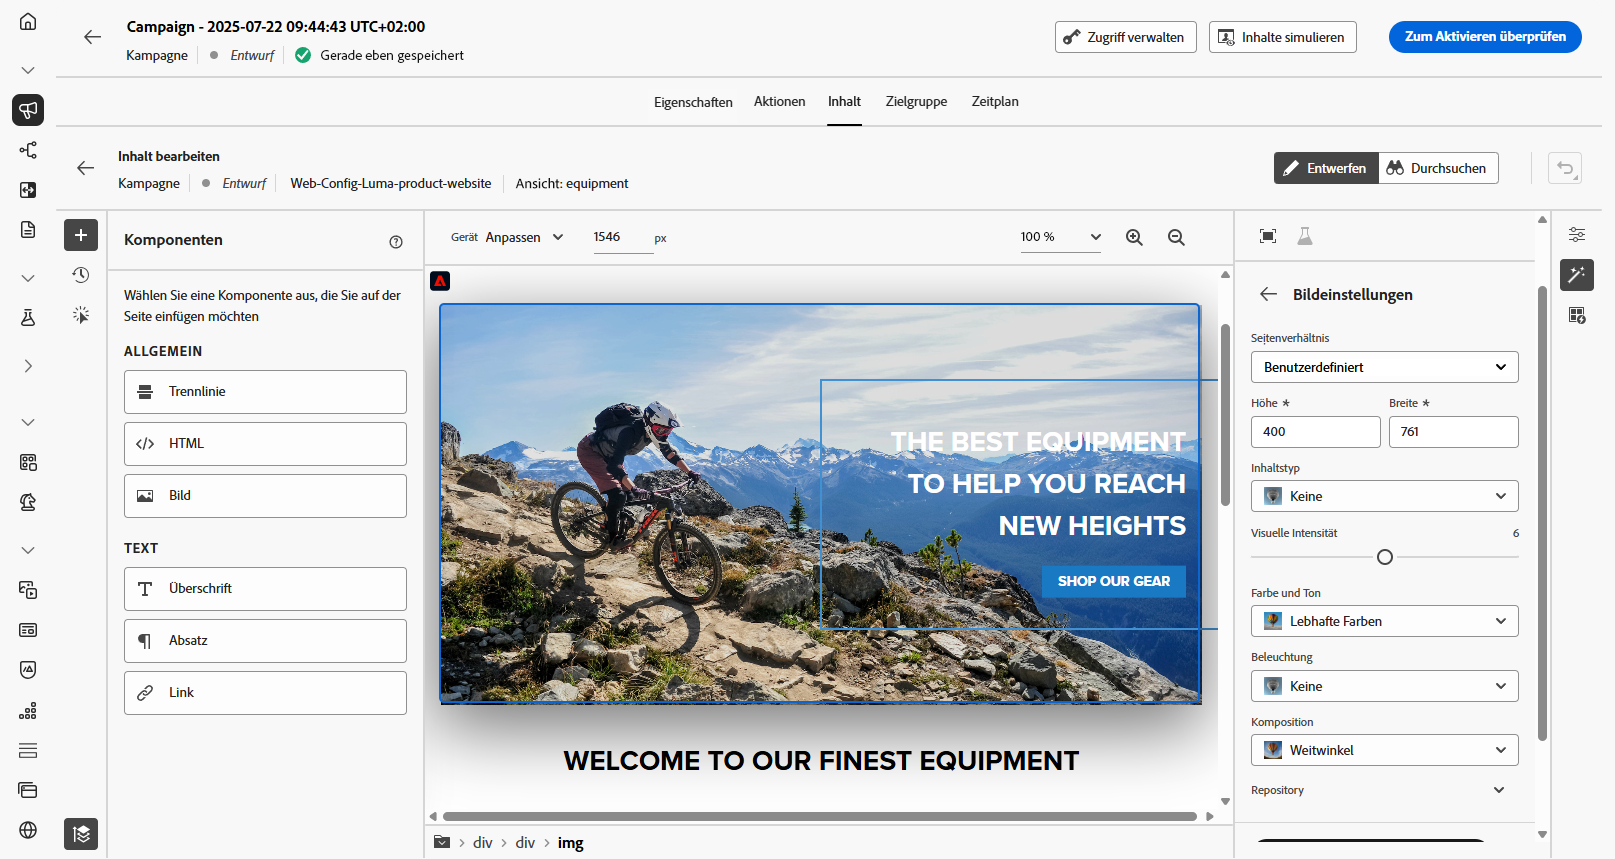 Campaign - 2025-07-22 09:44:43 UTC+02:00
Kampagne Entwurf Gerade eben gespeichert
Zugriff verwalten
Inhalte simulieren
Zum Aktivieren überprüfen
Eigenschaften Aktionen Inhalt Zielgruppe Zeitplan
Inhalt bearbeiten
Kampagne Entwurf Web-Config-Luma-product-website Ansicht: equipment
Entwerfen Durchsuchen
Komponenten
Wählen Sie eine Komponente aus, die Sie auf der
Seite einfügen möchten
ALLGEMEIN
Trennlinie
HTML
Bild
TEXT
Überschrift
Absatz
Link
Gerät Anpassen 1546 px 100 %
THE BEST EQUIPMENT
TO HELP YOU REACH
NEW HEIGHTS
SHOP OUR GEAR
WELCOME TO OUR FINEST EQUIPMENT
div div img
Bildeinstellungen
Seitenverhältnis
Benutzerdefiniert
Höhe * Breite *
400 761
Inhaltstyp
Keine
Visuelle Intensität 6
Farbe und Ton
Lebhafte Farben
Beleuchtung
Keine
Komposition
Weitwinkel
Repository